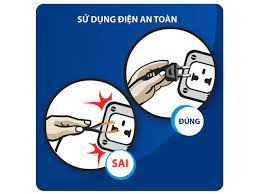 SỬ DỤNG ĐIỆN AN TOÀN
ĐÚNG
SAI